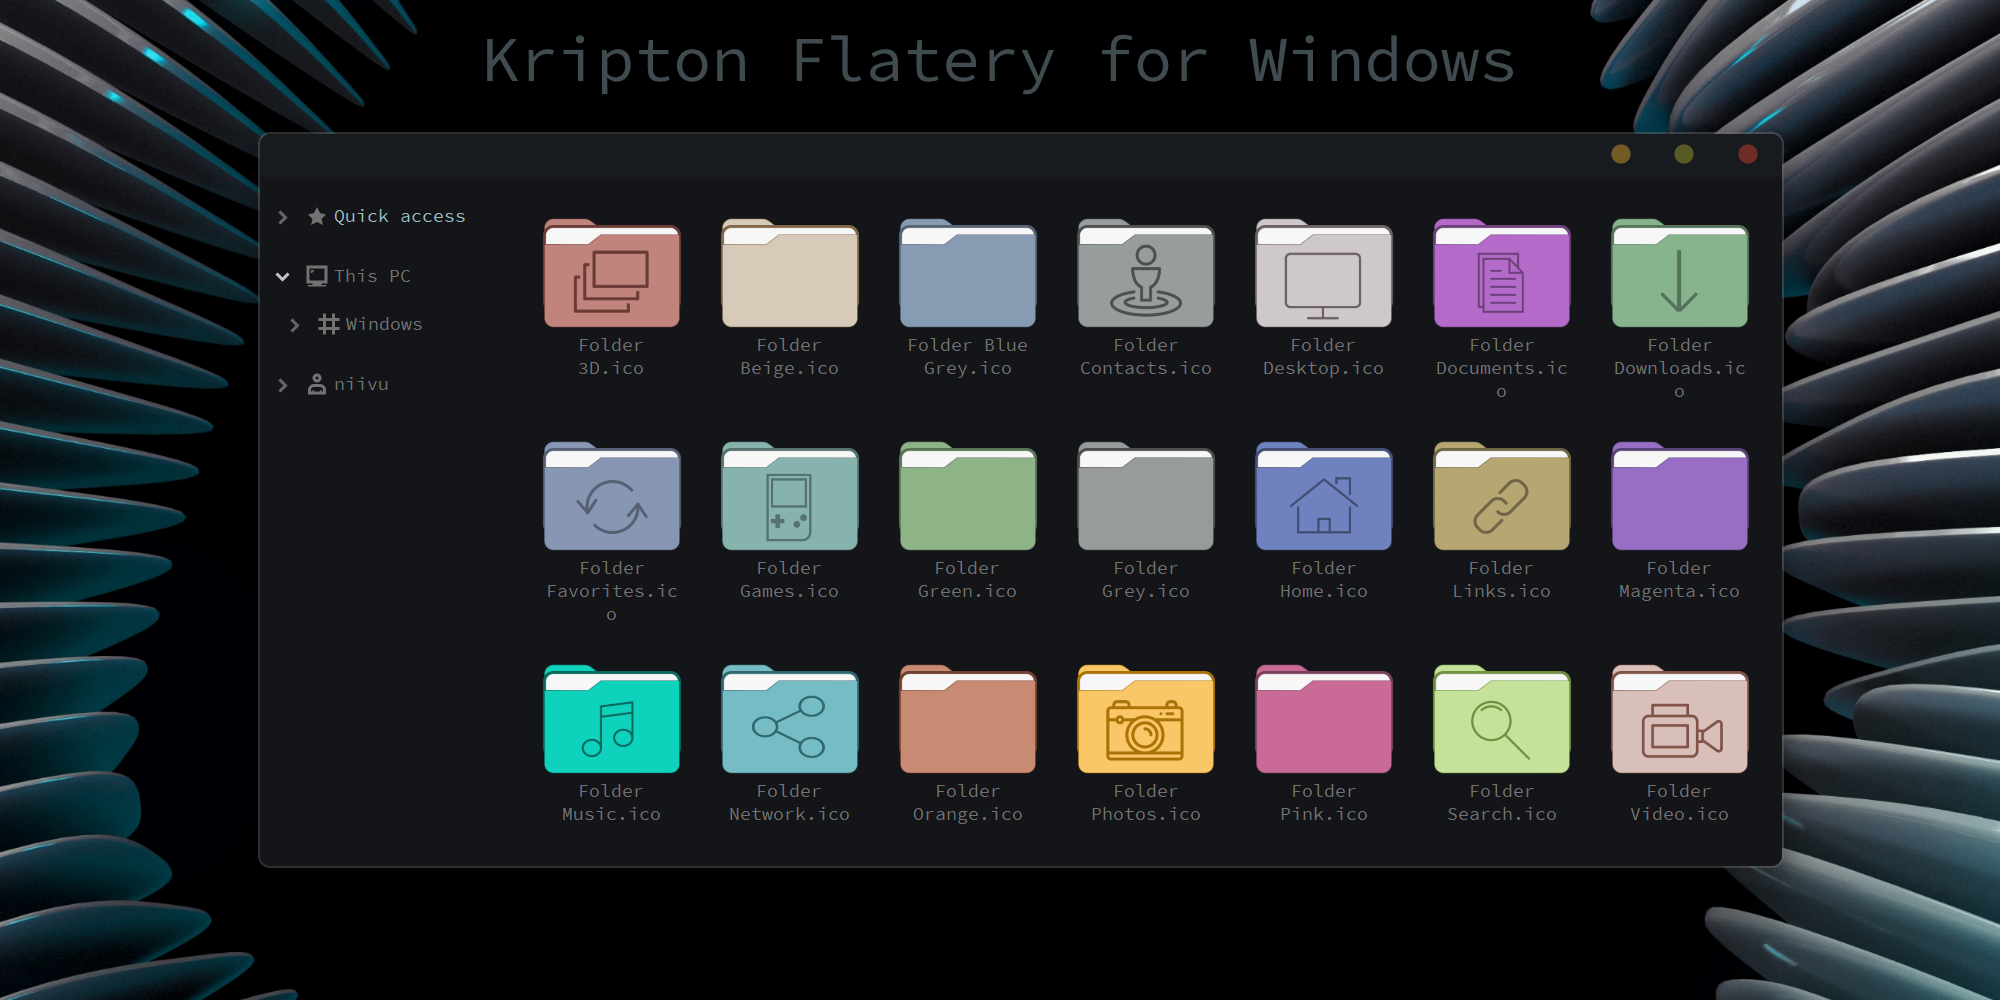 Kripton Flatery for Windows
Quick access
This PC
Windows
niivu
Folder
3D.ico
Folder
Beige.ico
Folder Blue
Grey.ico
Folder
Contacts.ico
Folder
Desktop.ico
Folder
Documents.ic
o
Folder
Downloads.ic
o
Folder
Favorites.ic
o
Folder
Games.ico
Folder
Green.ico
Folder
Grey.ico
Folder
Home.ico
Folder
Links.ico
Folder
Magenta.ico
Folder
Music.ico
Folder
Network.ico
Folder
Orange.ico
Folder
Photos.ico
Folder
Pink.ico
Folder
Search.ico
Folder
Video.ico